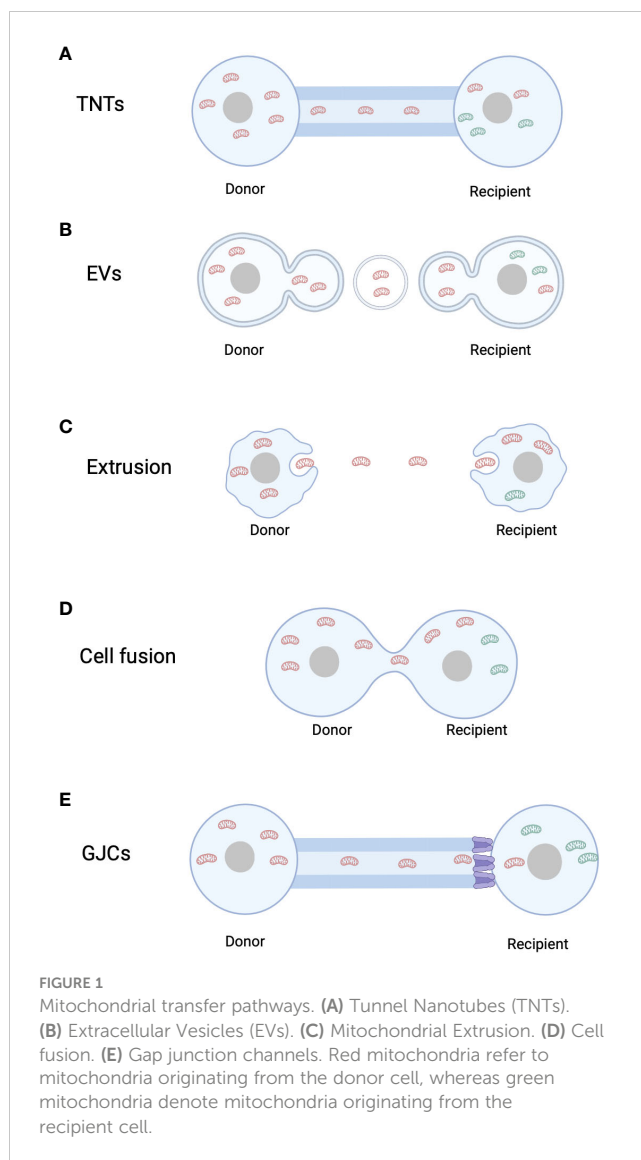 A
TNTs
Donor
Recipient
B
EVs
Donor
Recipient
C
Extrusion
Donor
Recipient
D
Cell fusion
Donor
Recipient
E
GJCs
Donor
Recipient
FIGURE 1
Mitochondrial transfer pathways. (A) Tunnel Nanotubes (TNTs).
(B) Extracellular Vesicles (EVs). (C) Mitochondrial Extrusion. (D) Cell
fusion. (E) Gap junction channels. Red mitochondria refer to
mitochondria originating from the donor cell, whereas green
mitochondria denote mitochondria originating from the
recipient cell.